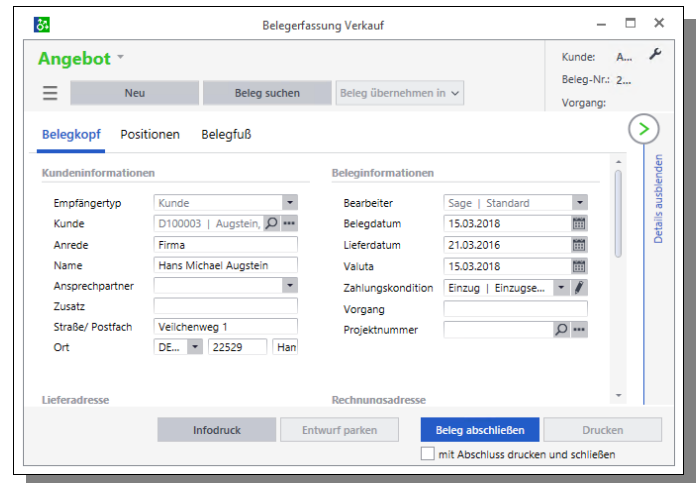 Belegerfassung Verkauf
Angebot
Kunde: A...
Beleg-Nr.: 2...
Vorgang:
Neu Beleg suchen Beleg übernehmen in
Belegkopf Positionen Belegfuß
Details ausblenden
Kundeninformationen
Empfängertyp Kunde
Kunde D100003 | Augstein,
Anrede Firma
Name Hans Michael Augstein
Ansprechpartner
Zusatz
Straße/ Postfach Veilchenweg 1
Ort DE... 22529 Han
Beleginformationen
Bearbeiter Sage | Standard
Belegdatum 15.03.2018
Lieferdatum 21.03.2016
Valuta 15.03.2018
Zahlungskondition Einzug | Einzugse...
Vorgang
Projektnummer
Lieferadresse Rechnungsadresse
Infodruck Entwurf parken Beleg abschließen Drucken
mit Abschluss drucken und schließen